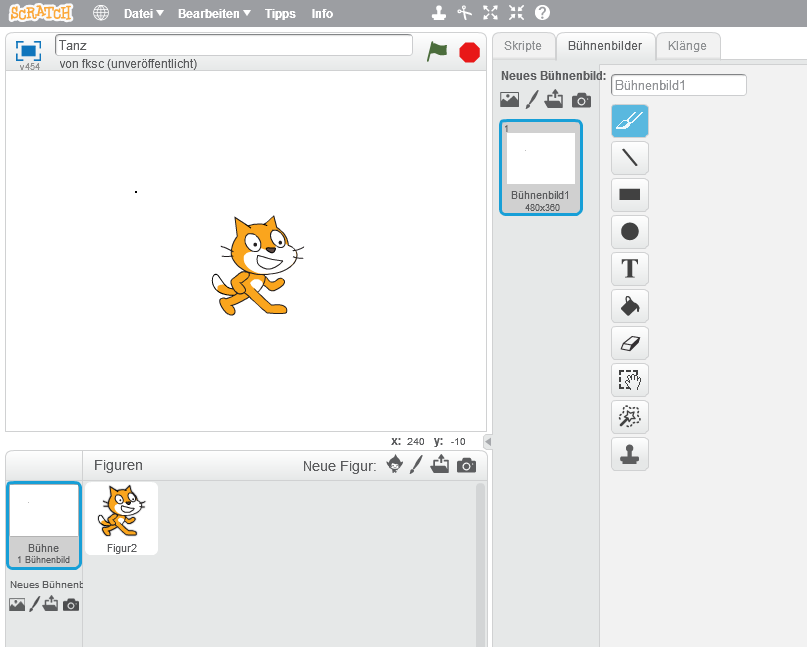 SCRATCH
Datei Bearbeiten Tipps Info
v454
Tanz
von fksc (unveröffentlicht)
Skripte Bühnenbilder Klänge
Neues Bühnenbild:
Bühnenbild1
1
Bühnenbild1
480x360
T
x: 240 y: -10
Figuren Neue Figur:
Bühne
1 Bühnenbild
Figur2
Neues Bühnenb